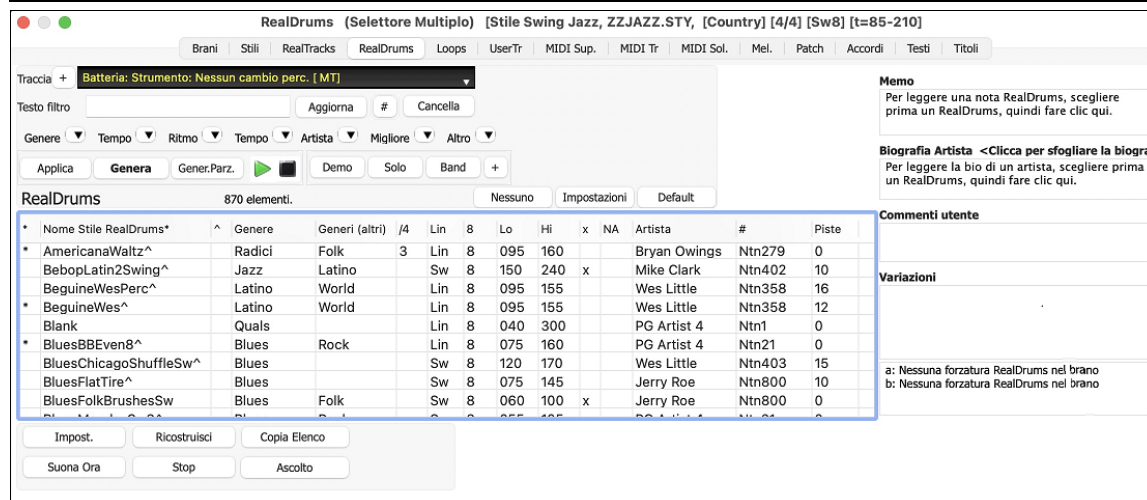 RealDrums (Selettore Multiplo) [Stile Swing Jazz, ZZJAZZ.STY, [Country] [4/4] [Sw8] [t=85-210]
Brani Stili RealTracks RealDrums Loops UserTr MIDI Sup. MIDI Tr MIDI Sol. Mel. Patch Accordi Testi Titoli
Traccia + Batteria: Strumento: Nessun cambio perc. [ MT]
Testo filtro Aggiorna # Cancella
Genere Tempo Ritmo Tempo Artista Migliore Altro
Applica Genera Gener.Parz. Demo Solo Band +
RealDrums 870 elementi. Nessuno Impostazioni Default
* Nome Stile RealDrums* ^ Genere Generi (altri) /4 Lin 8 Lo Hi x NA Artista # Piste
* AmericanaWaltz^ Radici Folk 3 Lin 8 095 160 Bryan Owings Ntn279 0
BebopLatin2Swing^ Jazz Latino Sw 8 150 240 x Mike Clark Ntn402 10
BeguineWesPerc^ Latino World Lin 8 095 155 Wes Little Ntn358 16
* BeguineWes^ Latino World Lin 8 095 155 Wes Little Ntn358 12
Blank Quals Lin 8 040 300 PG Artist 4 Ntn1 0
* BluesBBEven8^ Blues Rock Lin 8 075 160 PG Artist 4 Ntn21 0
BluesChicagoShuffleSw^ Blues Sw 8 120 170 Wes Little Ntn403 15
BluesFlatTire^ Blues Sw 8 075 145 Jerry Roe Ntn800 10
BluesFolkBrushesSw Blues Folk Sw 8 060 100 x Jerry Roe Ntn800 0
Impost. Ricostruisci Copia Elenco
Suona Ora Stop Ascolto
Memo
Per leggere una nota RealDrums, scegliere
prima un RealDrums, quindi fare clic qui.
Biografia Artista <Clicca per sfogliare la biogra
Per leggere la bio di un artista, scegliere prima
un RealDrums, quindi fare clic qui.
Commenti utente
Variazioni
a: Nessuna forzatura RealDrums nel brano
b: Nessuna forzatura RealDrums nel brano